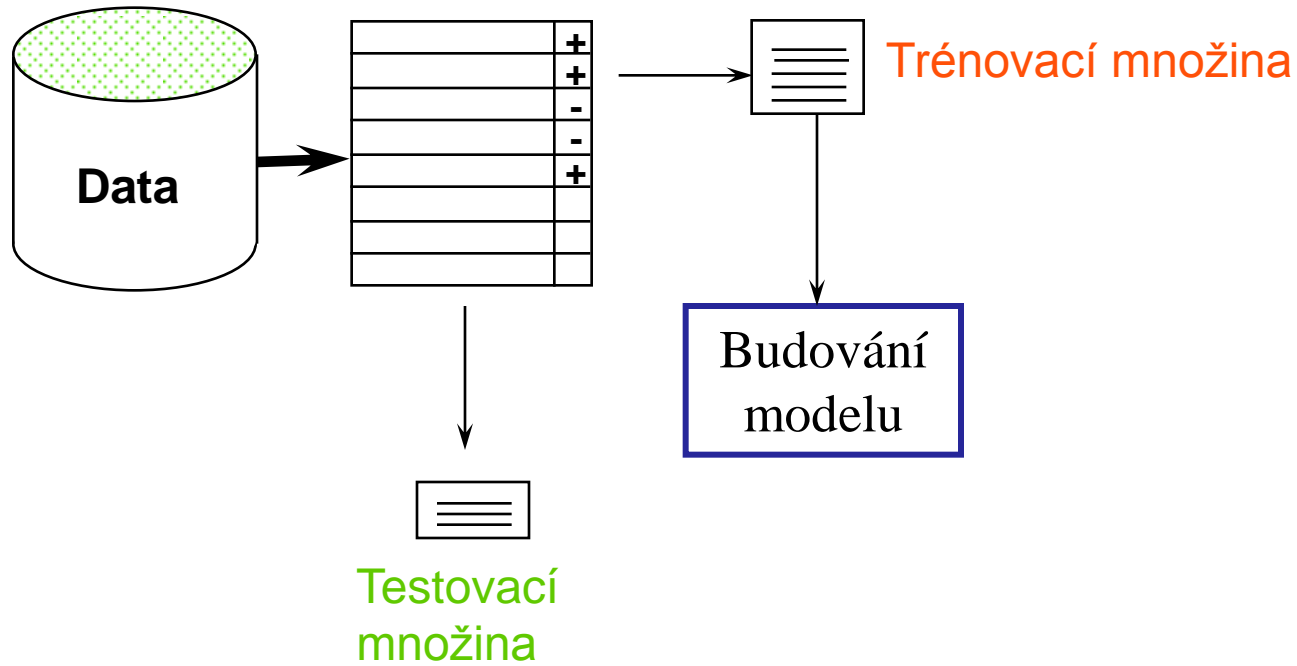 Data
+
+
-
-
+
Trénovací množina
Budování
modelu
Testovací
množina